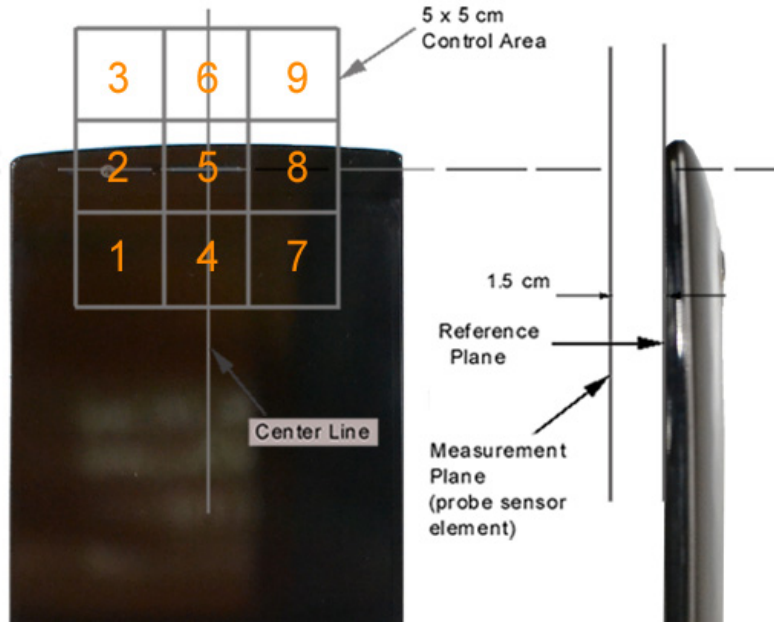 5 x 5 cm
Control Area
3 6 9
2 5 8
1 4 7
1.5 cm
Reference
Plane
Center Line
Measurement
Plane
(probe sensor
element)